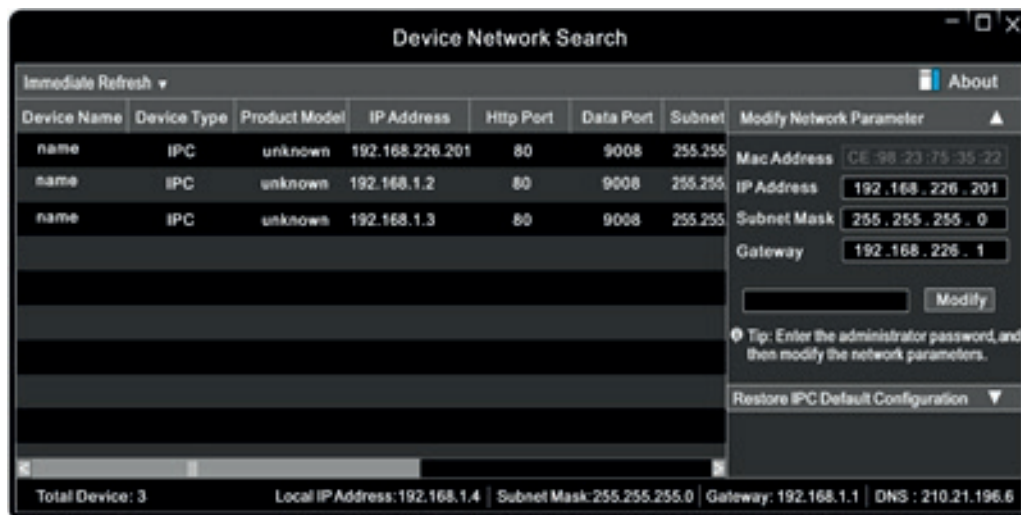 Device Network Search
Immediate Refresh
About
Device Name Device Type Product Model IP Address Http Port Data Port Subnet
name IPC unknown 192.168.226.201 80 9008 255.255
name IPC unknown 192.168.1.2 80 9008 255.255.
name IPC unknown 192.168.1.3 80 9008 255.255.
Modify Network Parameter
Mac Address CE:98:23:75:35:22
IP Address 192.168.226.201
Subnet Mask 255.255.255.0
Gateway 192.168.226.1
Modify
Tip: Enter the administrator password, and
then modify the network parameters.
Restore IPC Default Configuration
Total Device: 3 Local IP Address:192.168.1.4 Subnet Mask:255.255.255.0 Gateway: 192.168.1.1 DNS : 210.21.196.6